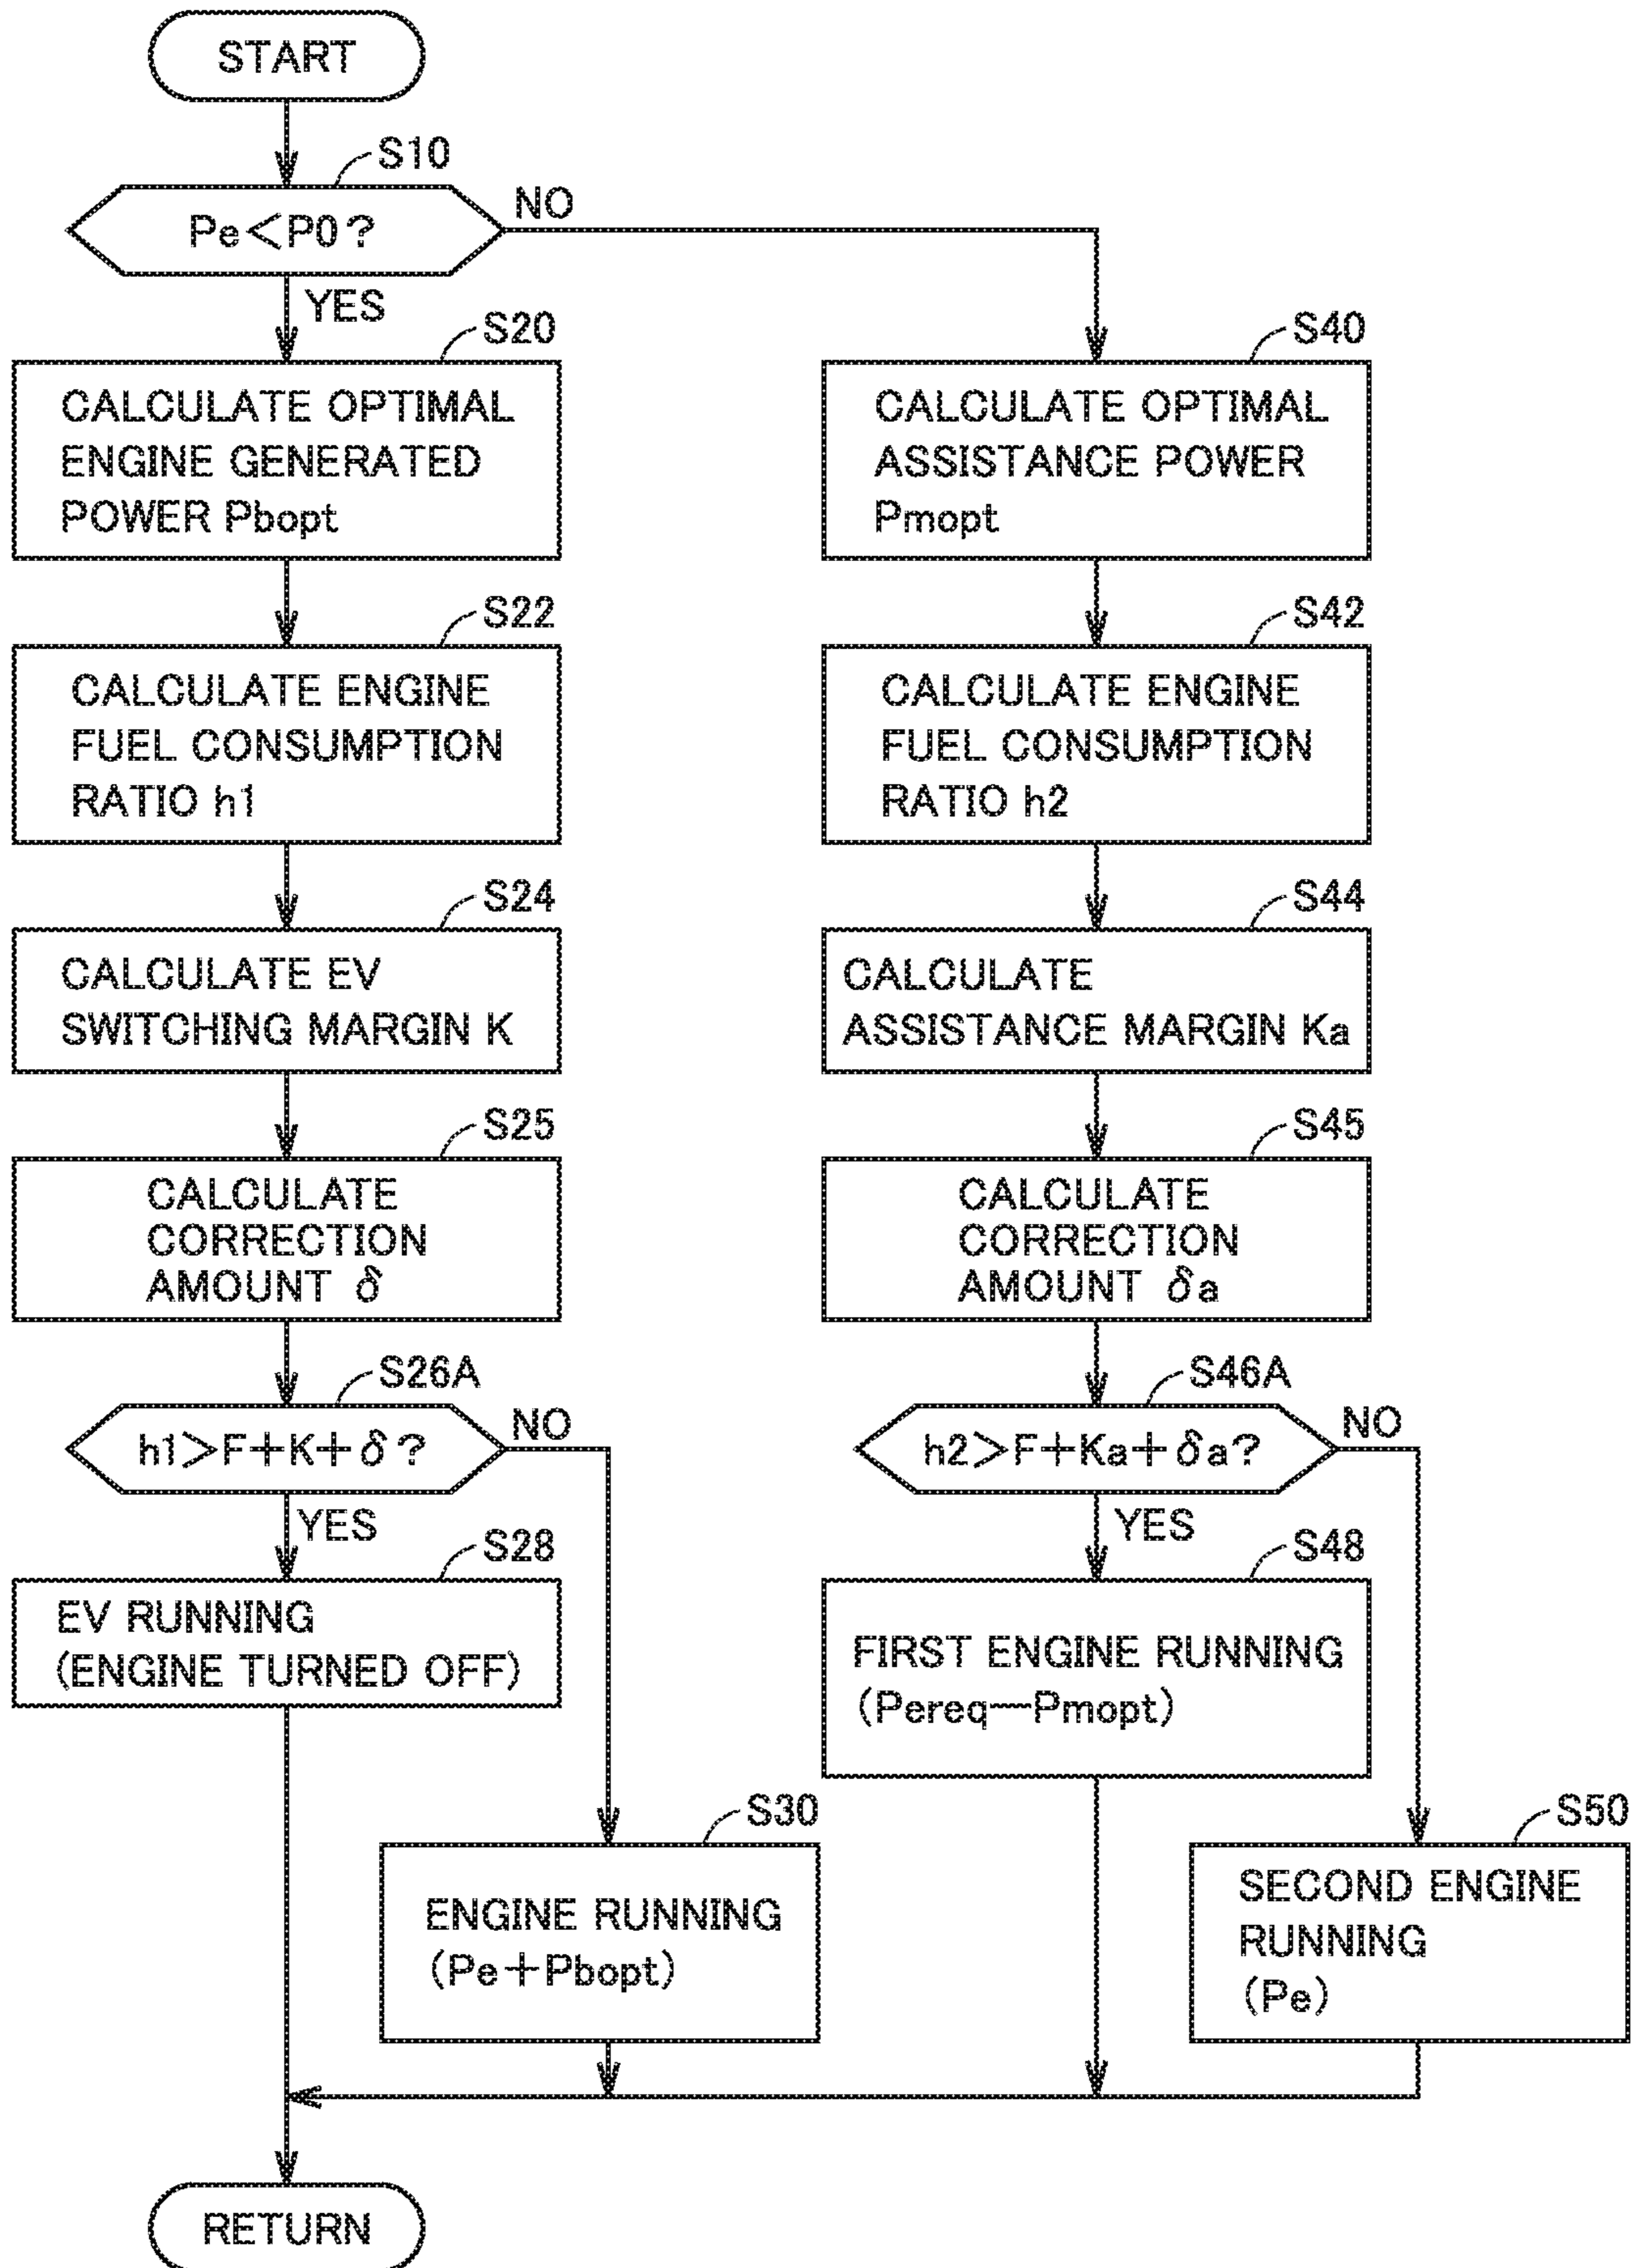 START
S10
Pe<P0?
NO
YES
S20
CALCULATE OPTIMAL
ENGINE GENERATED
POWER Pbopt
S22
CALCULATE ENGINE
FUEL CONSUMPTION
RATIO h1
S24
CALCULATE EV
SWITCHING MARGIN K
S25
CALCULATE
CORRECTION
AMOUNT δ
S26A
h1>F+K+δ?
NO
YES
S28
EV RUNNING
(ENGINE TURNED OFF)
S30
ENGINE RUNNING
(Pe+Pbopt)
S40
CALCULATE OPTIMAL
ASSISTANCE POWER
Pmopt
S42
CALCULATE ENGINE
FUEL CONSUMPTION
RATIO h2
S44
CALCULATE
ASSISTANCE MARGIN Ka
S45
CALCULATE
CORRECTION
AMOUNT δa
S46A
h2>F+Ka+δa?
NO
YES
S48
FIRST ENGINE RUNNING
(Pereq—Pmopt)
S50
SECOND ENGINE
RUNNING
(Pe)
RETURN